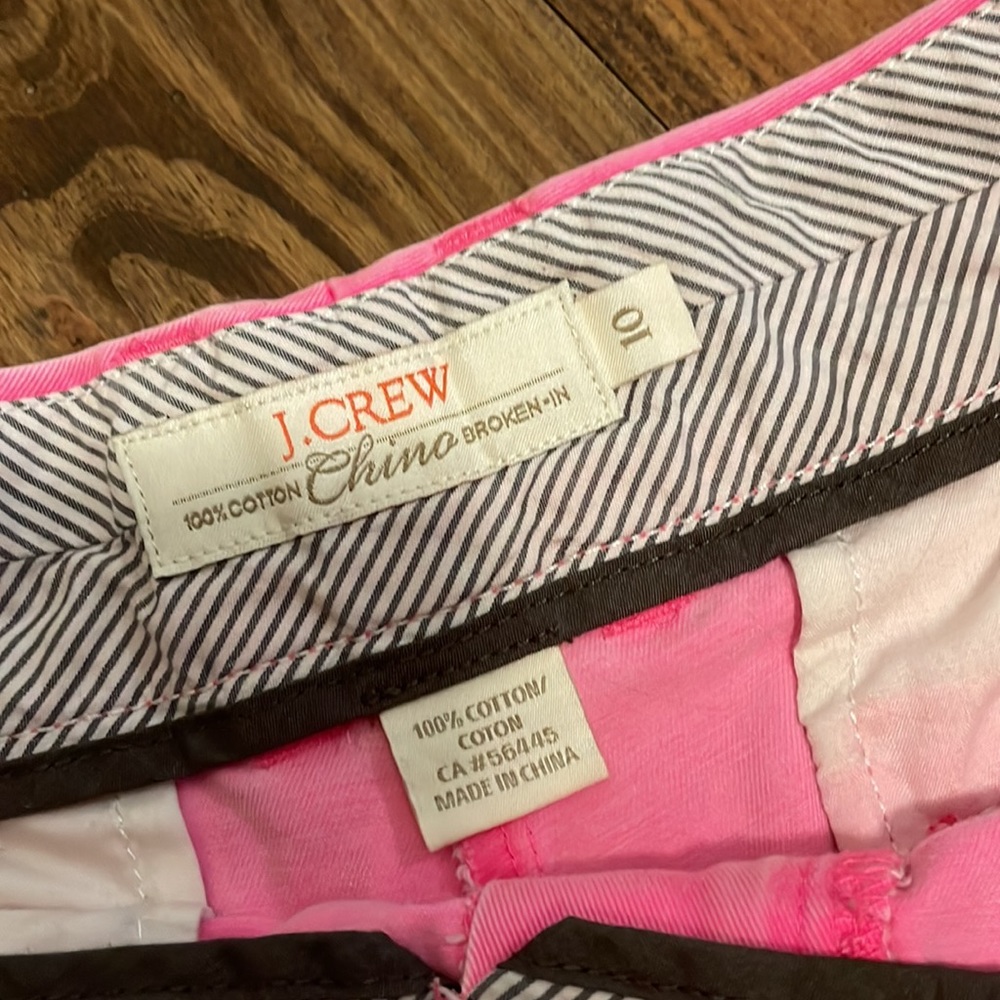 J.CREW
100% COTTON Chino BROKEN-IN
10
100% COTTON/
COTON
CA #56445
MADE IN CHINA